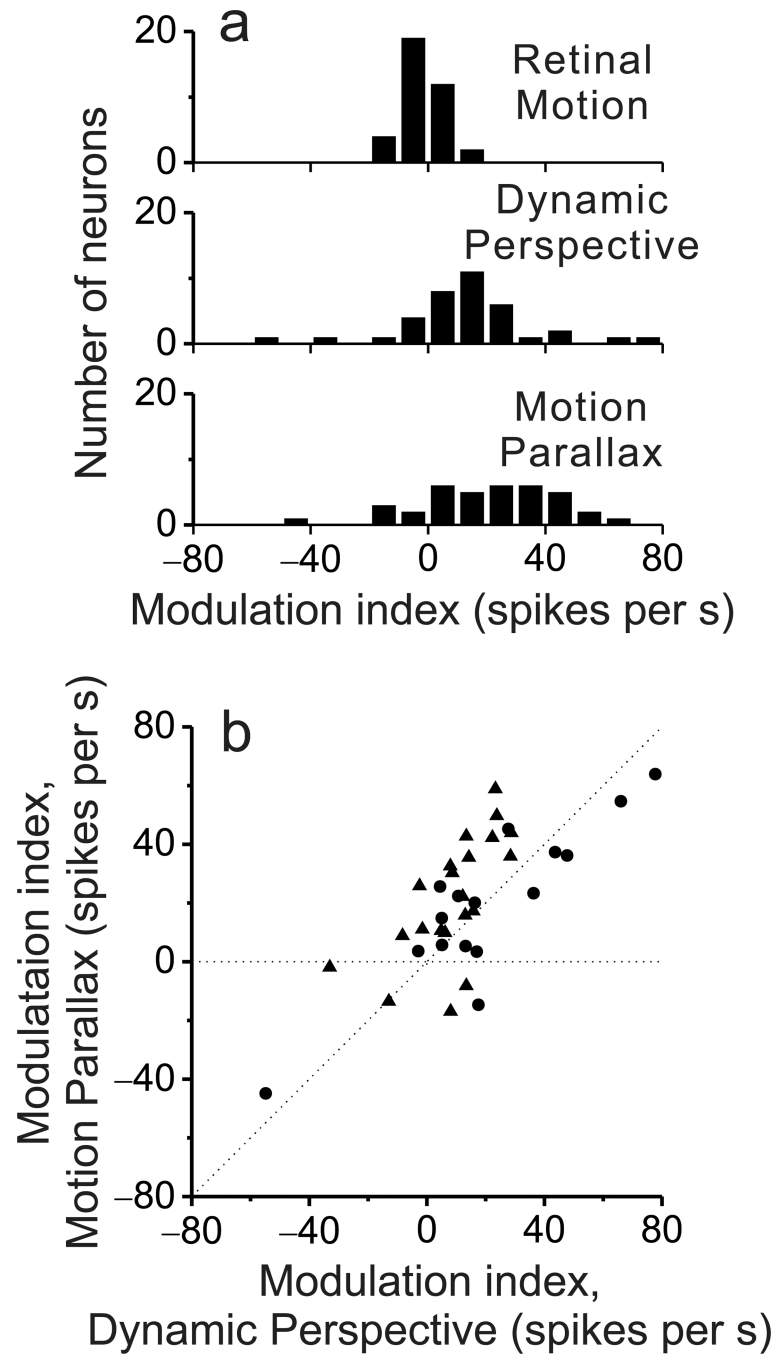 a
20
0
Retinal
Motion
20
0
Dynamic
Perspective
20
0
Motion
Parallax
Number of neurons
−80 −40 0 40 80
Modulation index (spikes per s)
b
80
40
0
−40
−80
Modulataion index,
Motion Parallax (spikes per s)
−80 −40 0 40 80
Modulation index,
Dynamic Perspective (spikes per s)